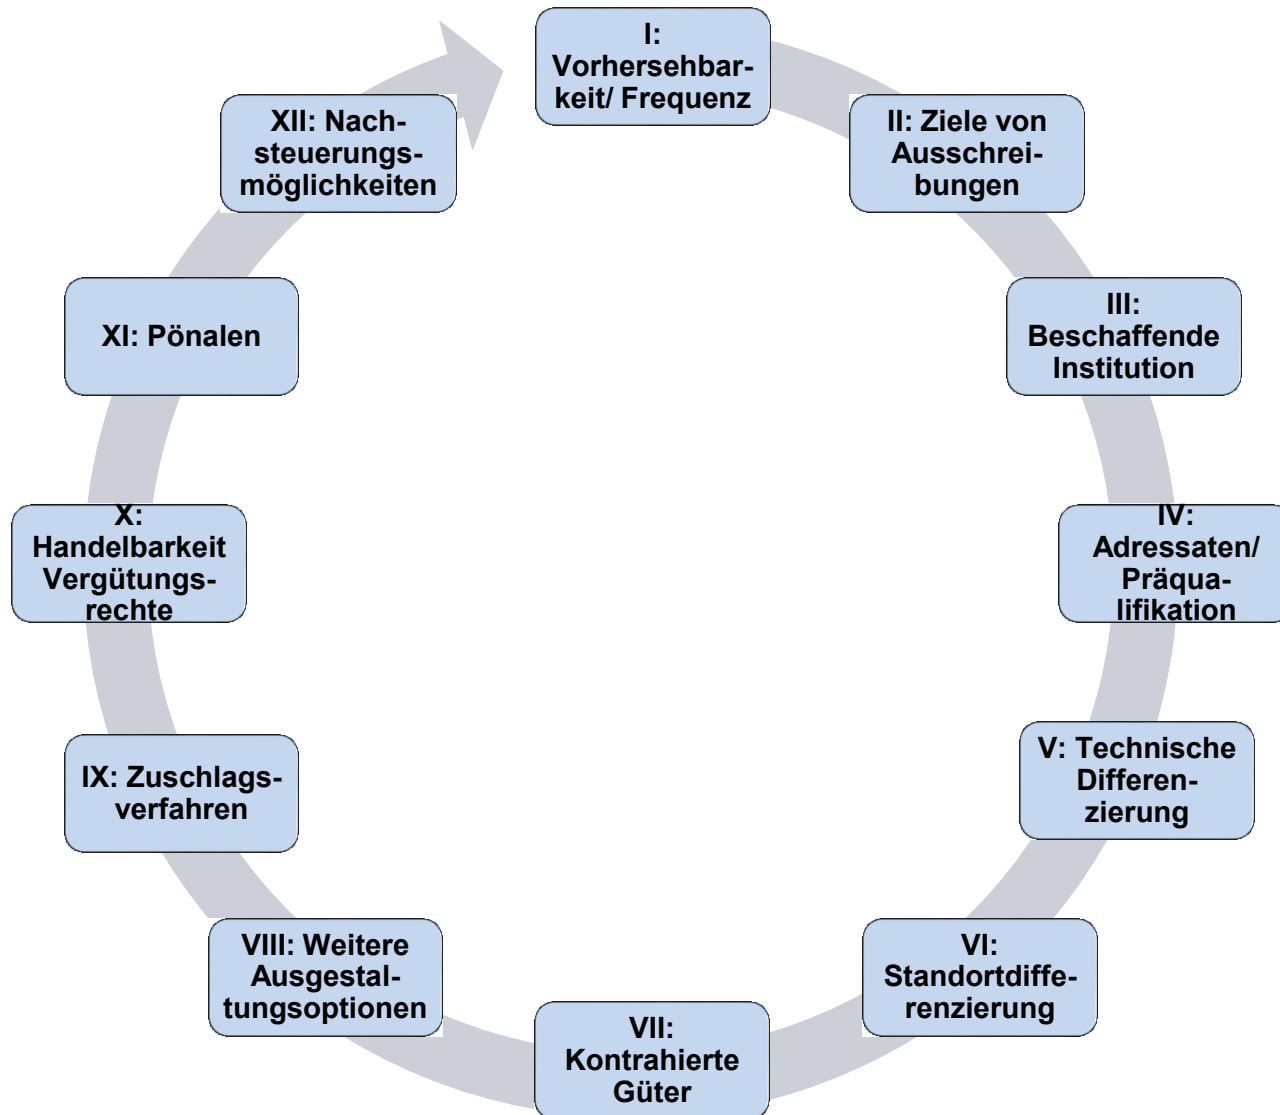 I:
Vorhersehbar-
keit/ Frequenz
II: Ziele von
Ausschrei-
bungen
III:
Beschaffende
Institution
IV:
Adressaten/
Präqua-
lifikation
V: Technische
Differen-
zierung
VI:
Standortdiffe-
renzierung
VII:
Kontrahierte
Güter
VIII: Weitere
Ausgestal-
tungsoptionen
IX: Zuschlags-
verfahren
X:
Handelbarkeit
Vergütungs-
rechte
XI: Pönalen
XII: Nach-
steuerungs-
möglichkeiten